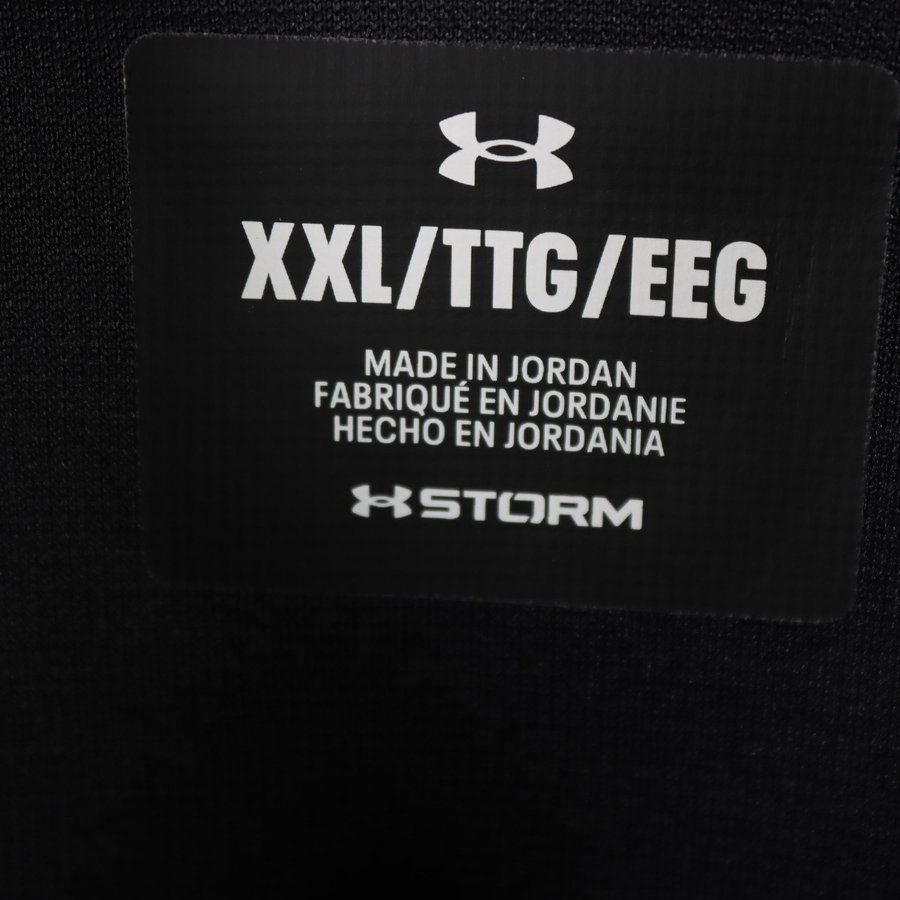 XXL/TTG/EEG
MADE IN JORDAN
FABRIQUÉ EN JORDANIE
HECHO EN JORDANIA
STORM